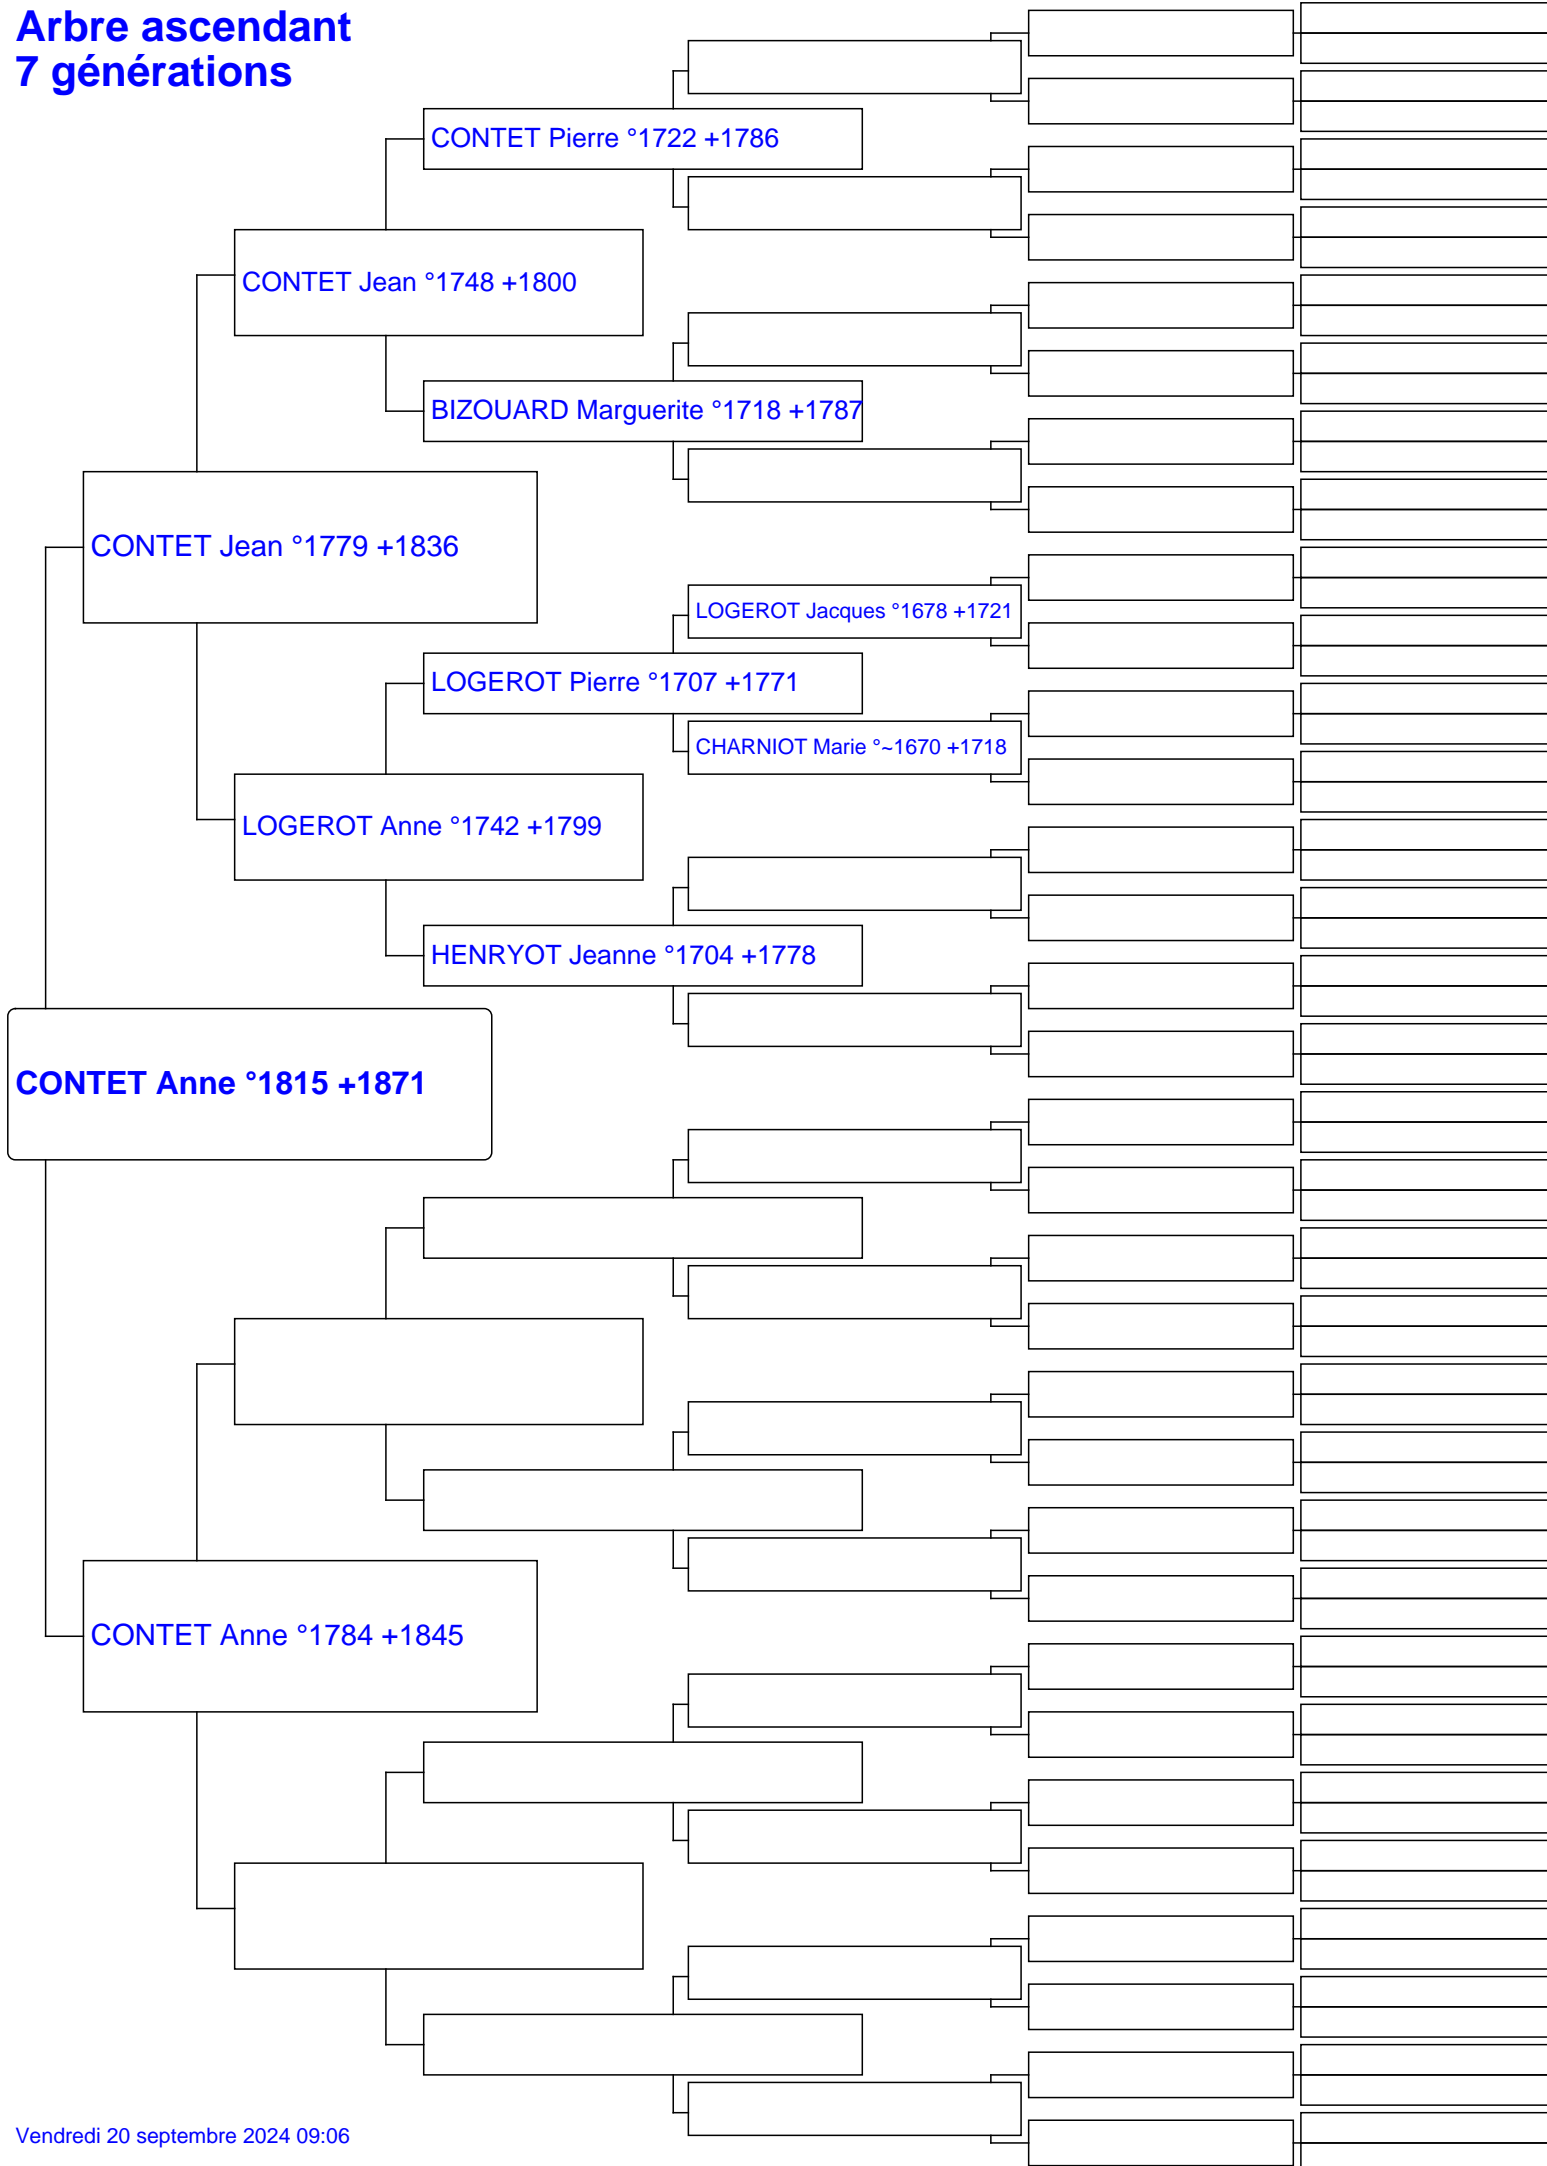 Arbre ascendant
7 générations
CONTET Pierre °1722 +1786
CONTET Jean °1748 +1800
BIZOUARD Marguerite °1718 +1787
CONTET Jean °1779 +1836
LOGEROT Jacques °1678 +1721
LOGEROT Pierre °1707 +1771
CHARNIOT Marie °~1670 +1718
LOGEROT Anne °1742 +1799
HENRYOT Jeanne °1704 +1778
CONTET Anne °1815 +1871
CONTET Anne °1784 +1845
Vendredi 20 septembre 2024 09:06